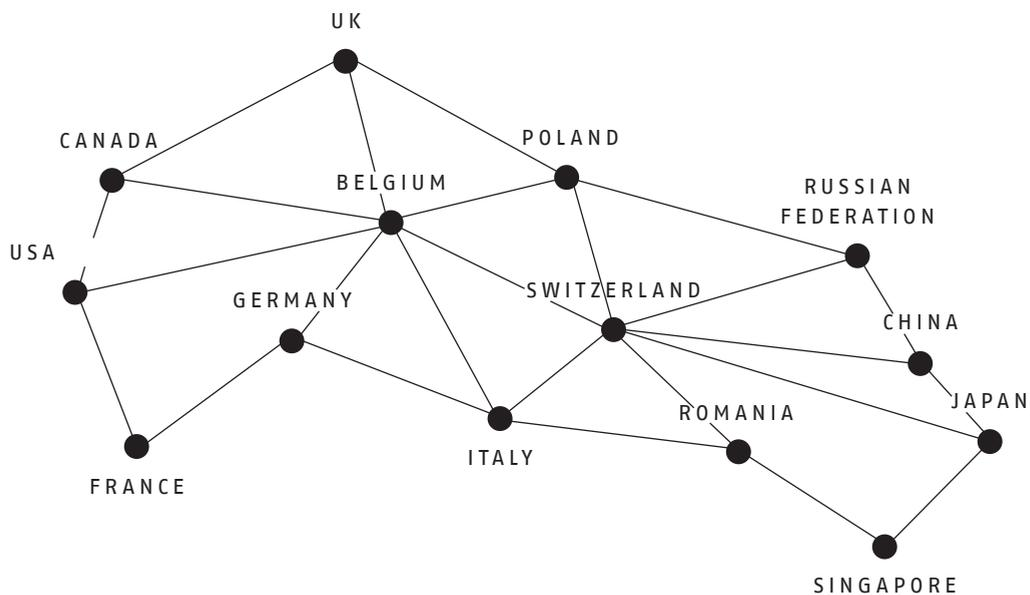 UK
CANADA
POLAND
BELGIUM
RUSSIAN
FEDERATION
USA
GERMANY
SWITZERLAND
CHINA
JAPAN
ROMANIA
ITALY
FRANCE
SINGAPORE